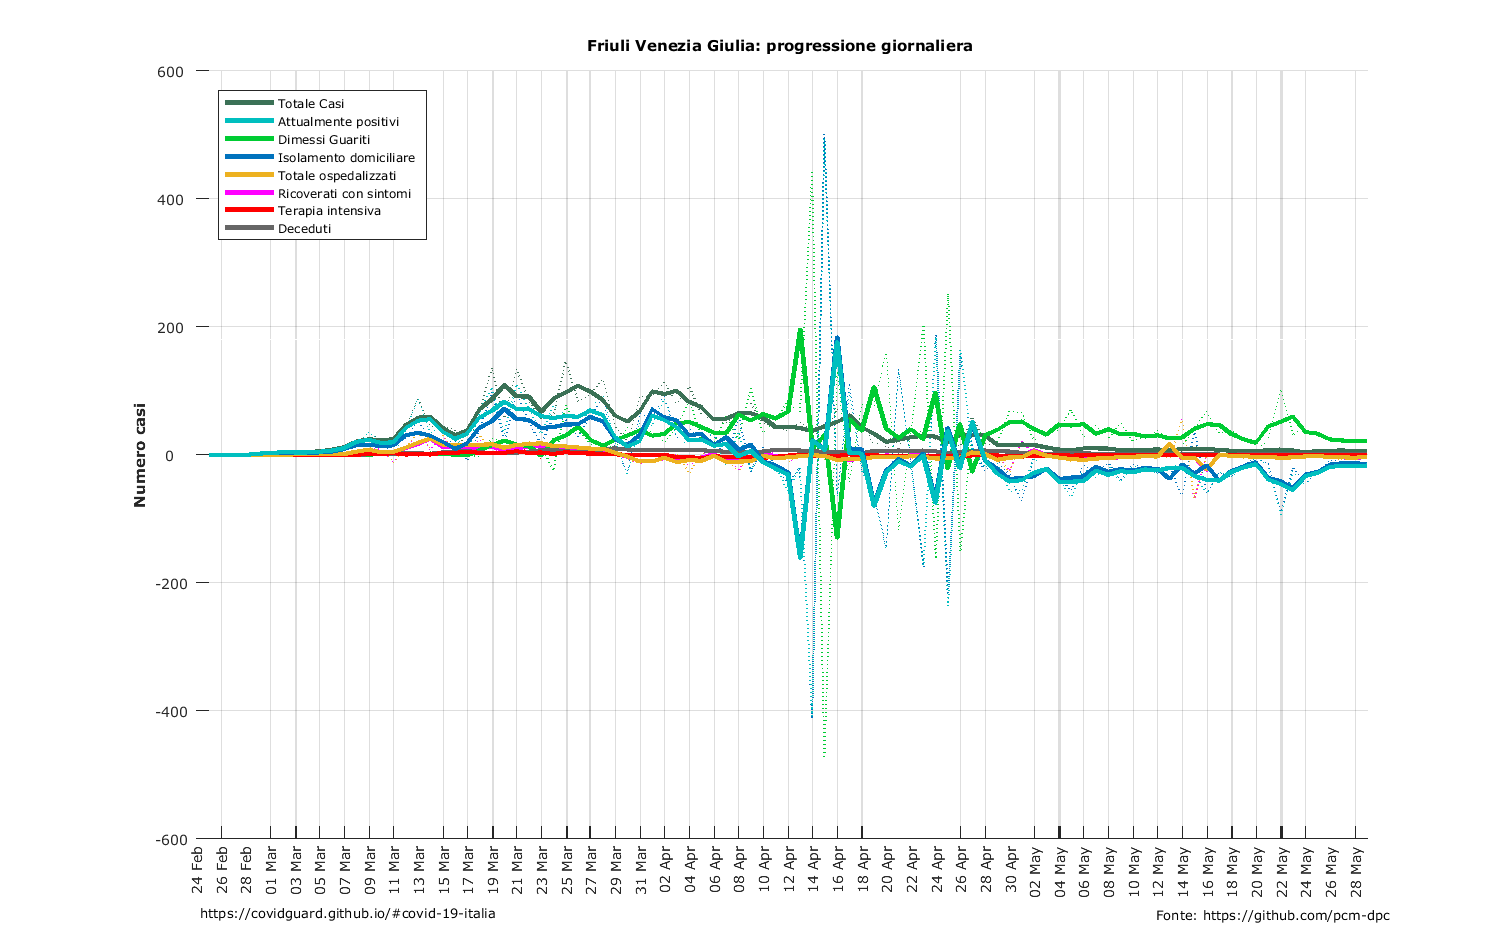 Friuli Venezia Giulia: progressione giornaliera
600
400
200
0
-200
-400
-600
Numero casi
Totale Casi
Attualmente positivi
Dimessi Guariti
Isolamento domiciliare
Totale ospedalizzati
Ricoverati con sintomi
Terapia intensiva
Deceduti
24 Feb
26 Feb
28 Feb
01 Mar
03 Mar
05 Mar
07 Mar
09 Mar
11 Mar
13 Mar
15 Mar
17 Mar
19 Mar
21 Mar
23 Mar
25 Mar
27 Mar
29 Mar
31 Mar
02 Apr
04 Apr
06 Apr
08 Apr
10 Apr
12 Apr
14 Apr
16 Apr
18 Apr
20 Apr
22 Apr
24 Apr
26 Apr
28 Apr
30 Apr
02 May
04 May
06 May
08 May
10 May
12 May
14 May
16 May
18 May
20 May
22 May
24 May
26 May
28 May
https://covidguard.github.io/#covid-19-italia
Fonte: https://github.com/pcm-dpc